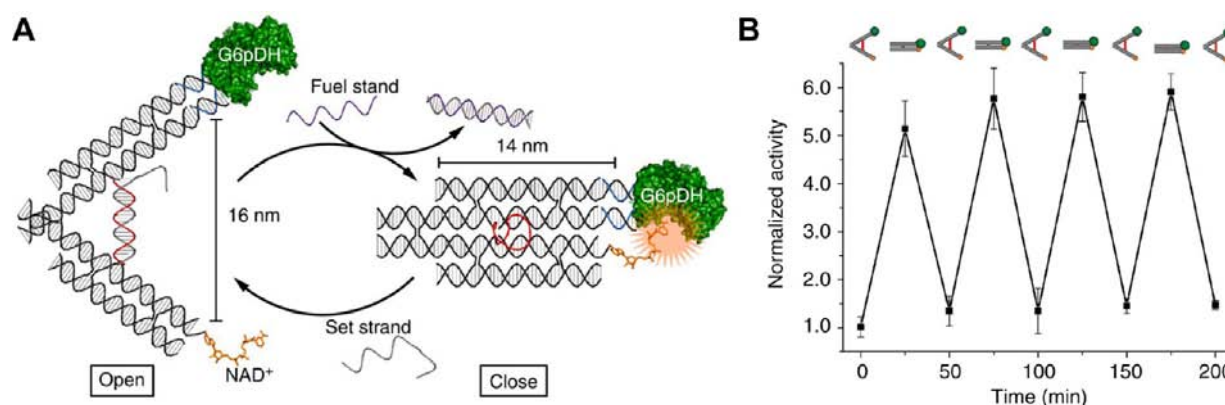 A
G6pDH
Fuel stand
14 nm
G6pDH
16 nm
Set strand
NAD⁺
Open
Close
B
Normalized activity
6.0
5.0
4.0
3.0
2.0
1.0
0 50 100 150 200
Time (min)